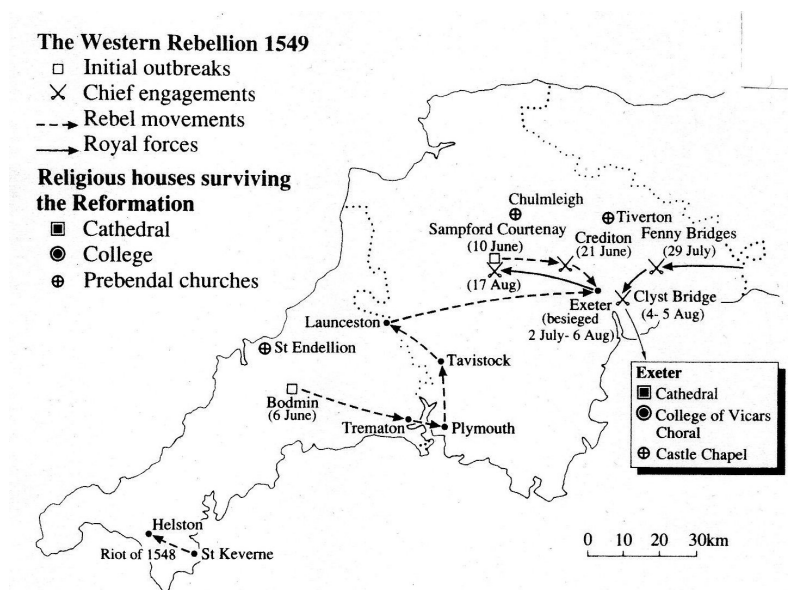 The Western Rebellion 1549
Initial outbreaks
Chief engagements
Rebel movements
Royal forces
Religious houses surviving
the Reformation
Cathedral
College
Prebendal churches
Chulmleigh
Tiverton
Sampford Courtenay
(10 June)
(17 Aug)
Crediton
(21 June)
Fenny Bridges
(29 July)
Exeter
(besieged
2 July- 6 Aug)
Clyst Bridge
(4- 5 Aug)
Launceston
St Endellion
Tavistock
Bodmin
(6 June)
Trematon
Plymouth
Exeter
Cathedral
College of Vicars
Choral
Castle Chapel
Helston
Riot of 1548
St Keverne
0 10 20 30km